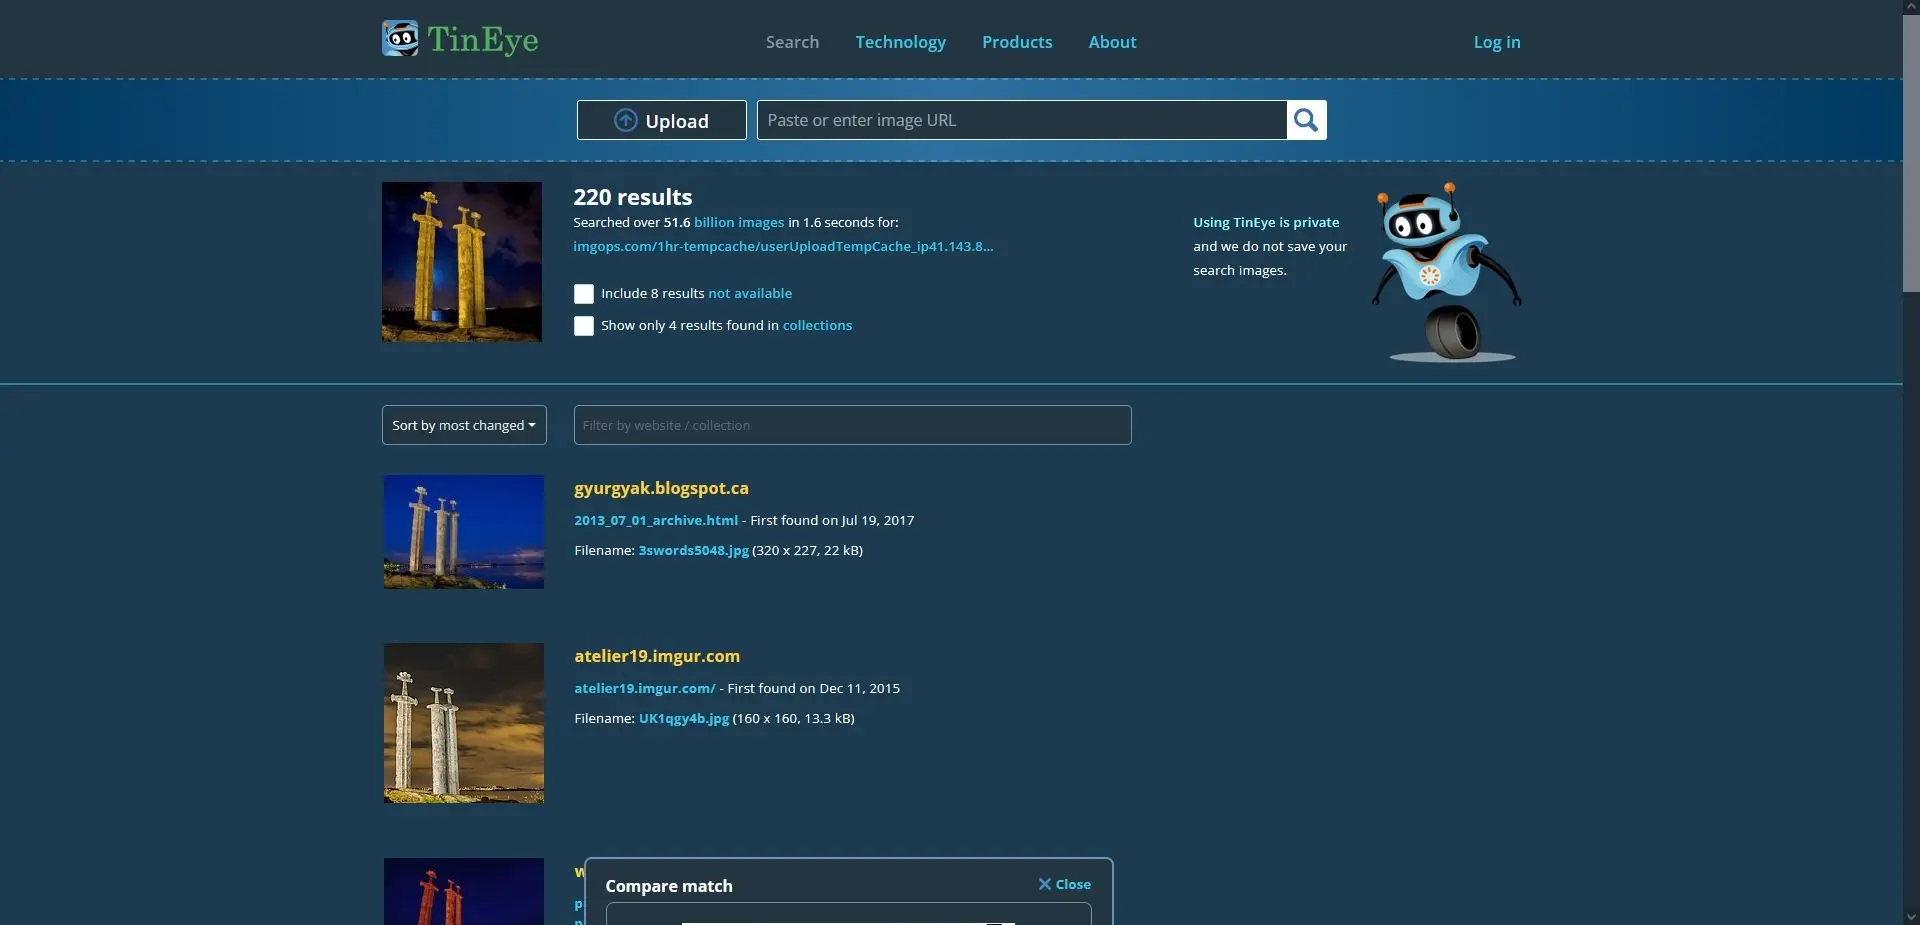 TinEye
Search Technology Products About Log in
Upload Paste or enter image URL
220 results
Searched over 51.6 billion images in 1.6 seconds for:
imgops.com/1hr-tempcache/userUploadTempCache_ip41.143.8...
Using TinEye is private
and we do not save your
search images.
Include 8 results not available
Show only 4 results found in collections
Sort by most changed Filter by website / collection
gyurgyak.blogspot.ca
2013_07_01_archive.html - First found on Jul 19, 2017
Filename: 3swords5048.jpg (320 x 227, 22 kB)
atelier19.imgur.com
atelier19.imgur.com/ - First found on Dec 11, 2015
Filename: UK1qgy4b.jpg (160 x 160, 13.3 kB)
Compare match Close